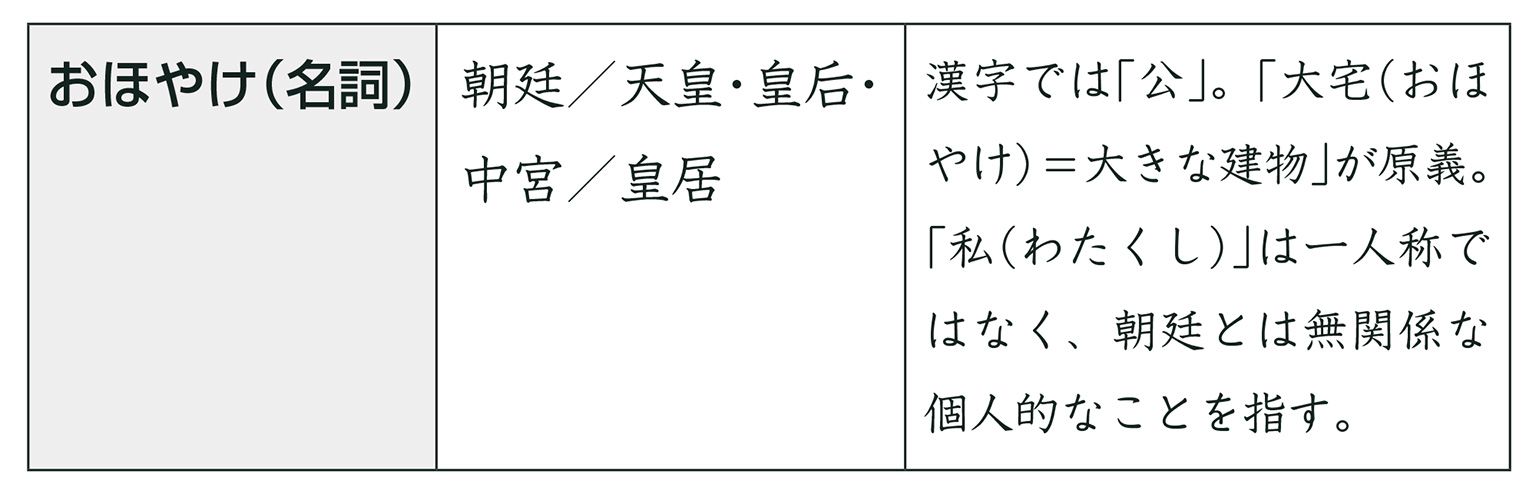 おほやけ(名詞)
朝廷／天皇・皇后・
中宮／皇居
漢字では「公」。「大宅(おほ
やけ)＝大きな建物」が原義。
「私(わたくし)」は一人称で
はなく、朝廷とは無関係な
個人的なことを指す。